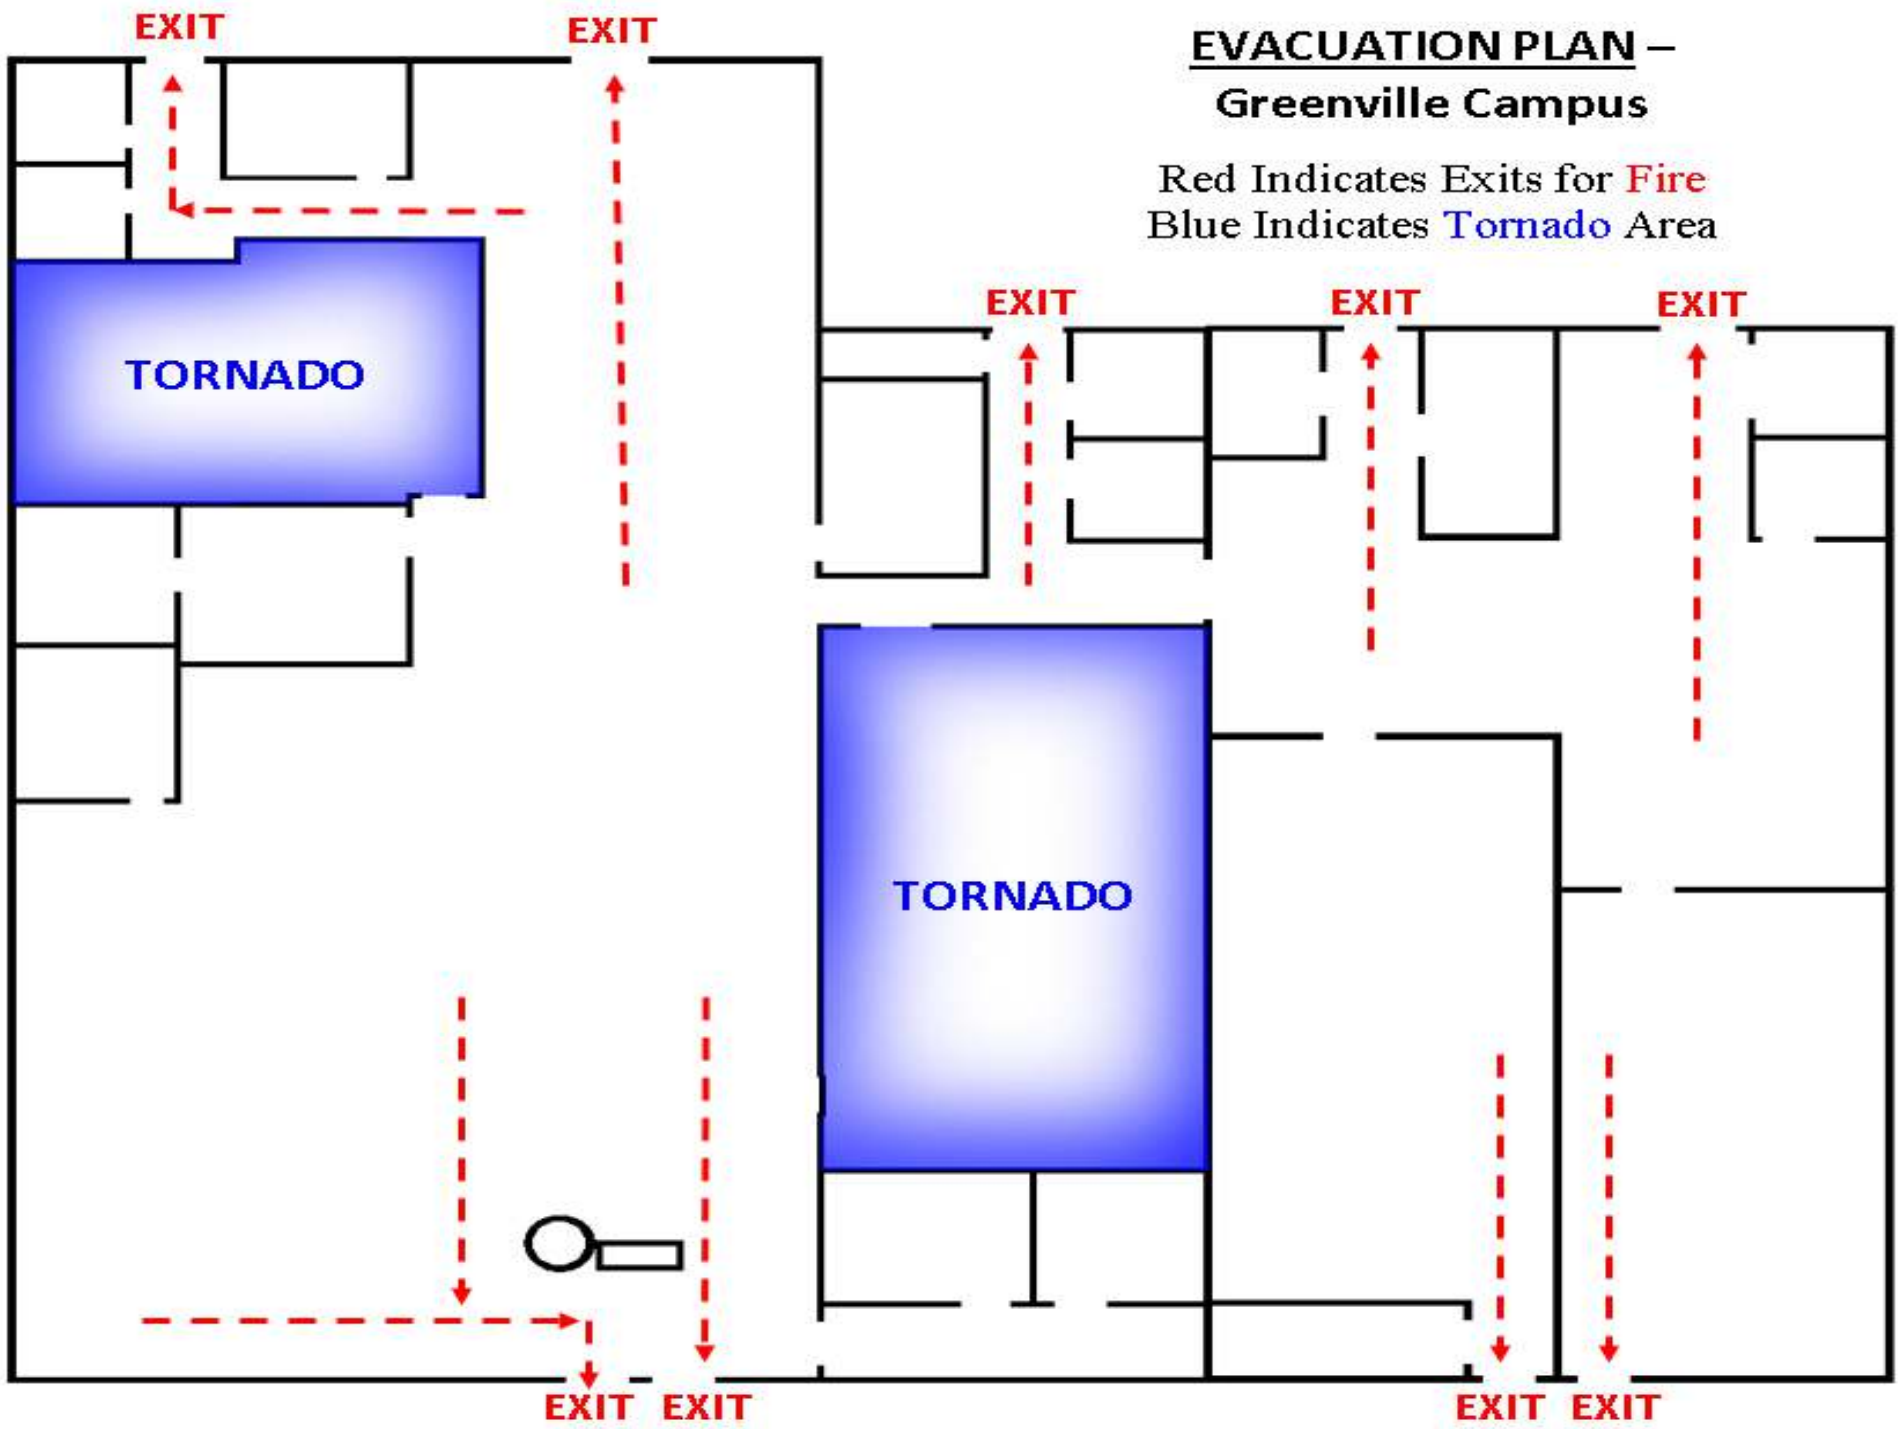 EXIT
EXIT
EVACUATION PLAN –
Greenville Campus
Red Indicates Exits for Fire
Blue Indicates Tornado Area
EXIT
EXIT
EXIT
TORNADO
TORNADO
EXIT
EXIT
EXIT
EXIT